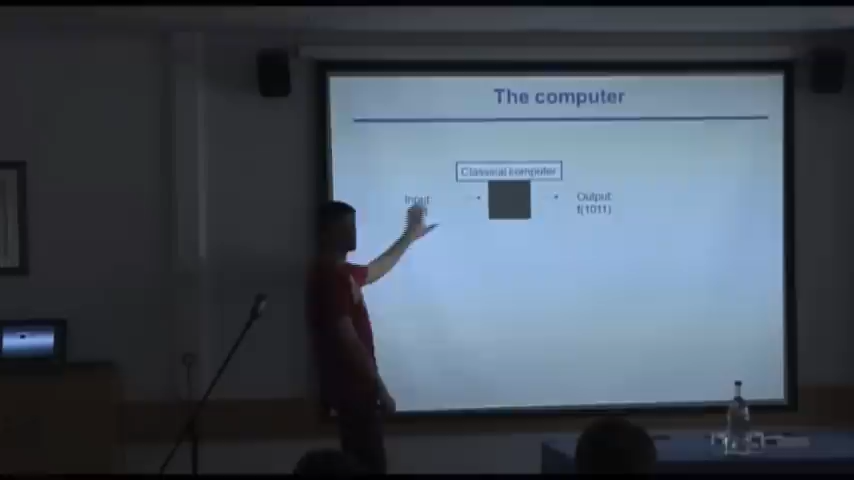 The computer
Classical computer
Input
Output
f(1011)